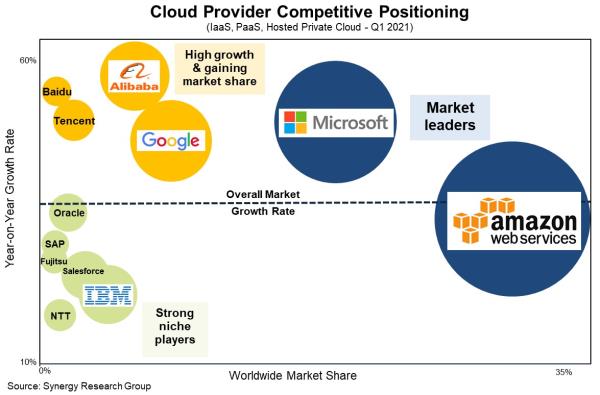 Cloud Provider Competitive Positioning
(IaaS, PaaS, Hosted Private Cloud - Q1 2021)
60%
Year-on-Year Growth Rate
10%
Baidu
Tencent
Alibaba
Google
High growth
& gaining
market share
Microsoft
Market
leaders
amazon
webservices
Overall Market
Growth Rate
Oracle
SAP
Fujitsu
Salesforce
IBM
NTT
Strong
niche
players
0%
Worldwide Market Share
35%
Source: Synergy Research Group